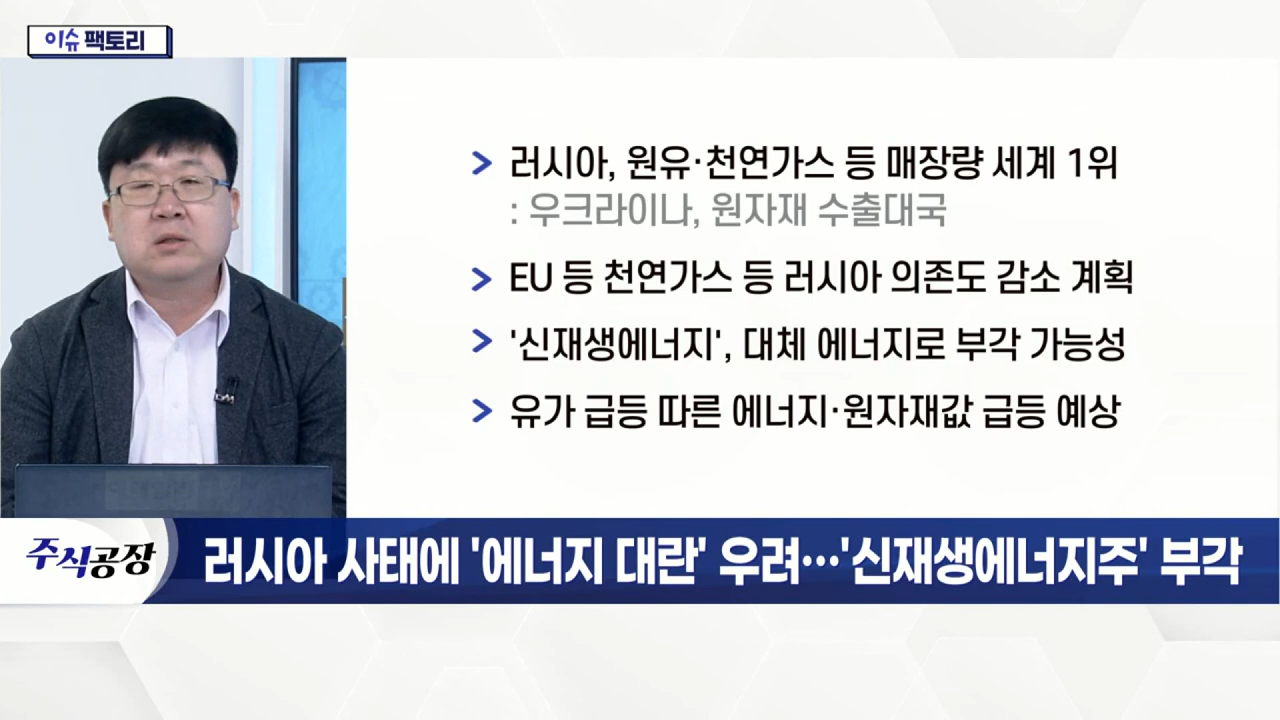 이슈 팩토리
> 러시아, 원유·천연가스 등 매장량 세계 1위
: 우크라이나, 원자재 수출대국
> EU 등 천연가스 등 러시아 의존도 감소 계획
> '신재생에너지', 대체 에너지로 부각 가능성
> 유가 급등 따른 에너지·원자재값 급등 예상
주식공장
러시아 사태에 '에너지 대란' 우려…'신재생에너지주' 부각